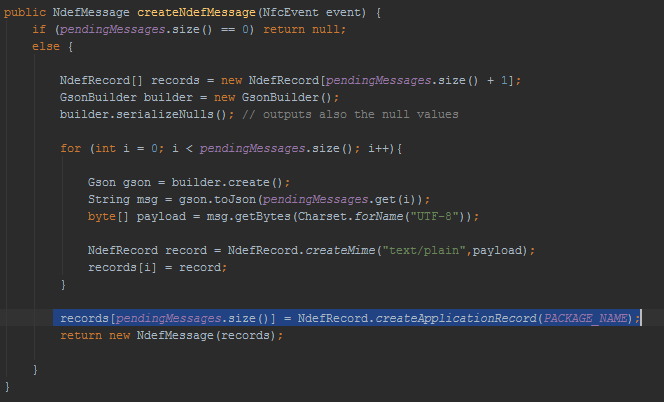 public NdefMessage createNdefMessage(NfcEvent event) {
if (pendingMessages.size() == 0) return null;
else {
NdefRecord[] records = new NdefRecord[pendingMessages.size() + 1];
GsonBuilder builder = new GsonBuilder();
builder.serializeNulls(); // outputs also the null values
for (int i = 0; i < pendingMessages.size(); i++){
Gson gson = builder.create();
String msg = gson.toJson(pendingMessages.get(i));
byte[] payload = msg.getBytes(Charset.forName("UTF-8"));
NdefRecord record = NdefRecord.createMime("text/plain",payload);
records[i] = record;
}
records[pendingMessages.size()] = NdefRecord.createApplicationRecord(PACKAGE_NAME);
return new NdefMessage(records);
}
}